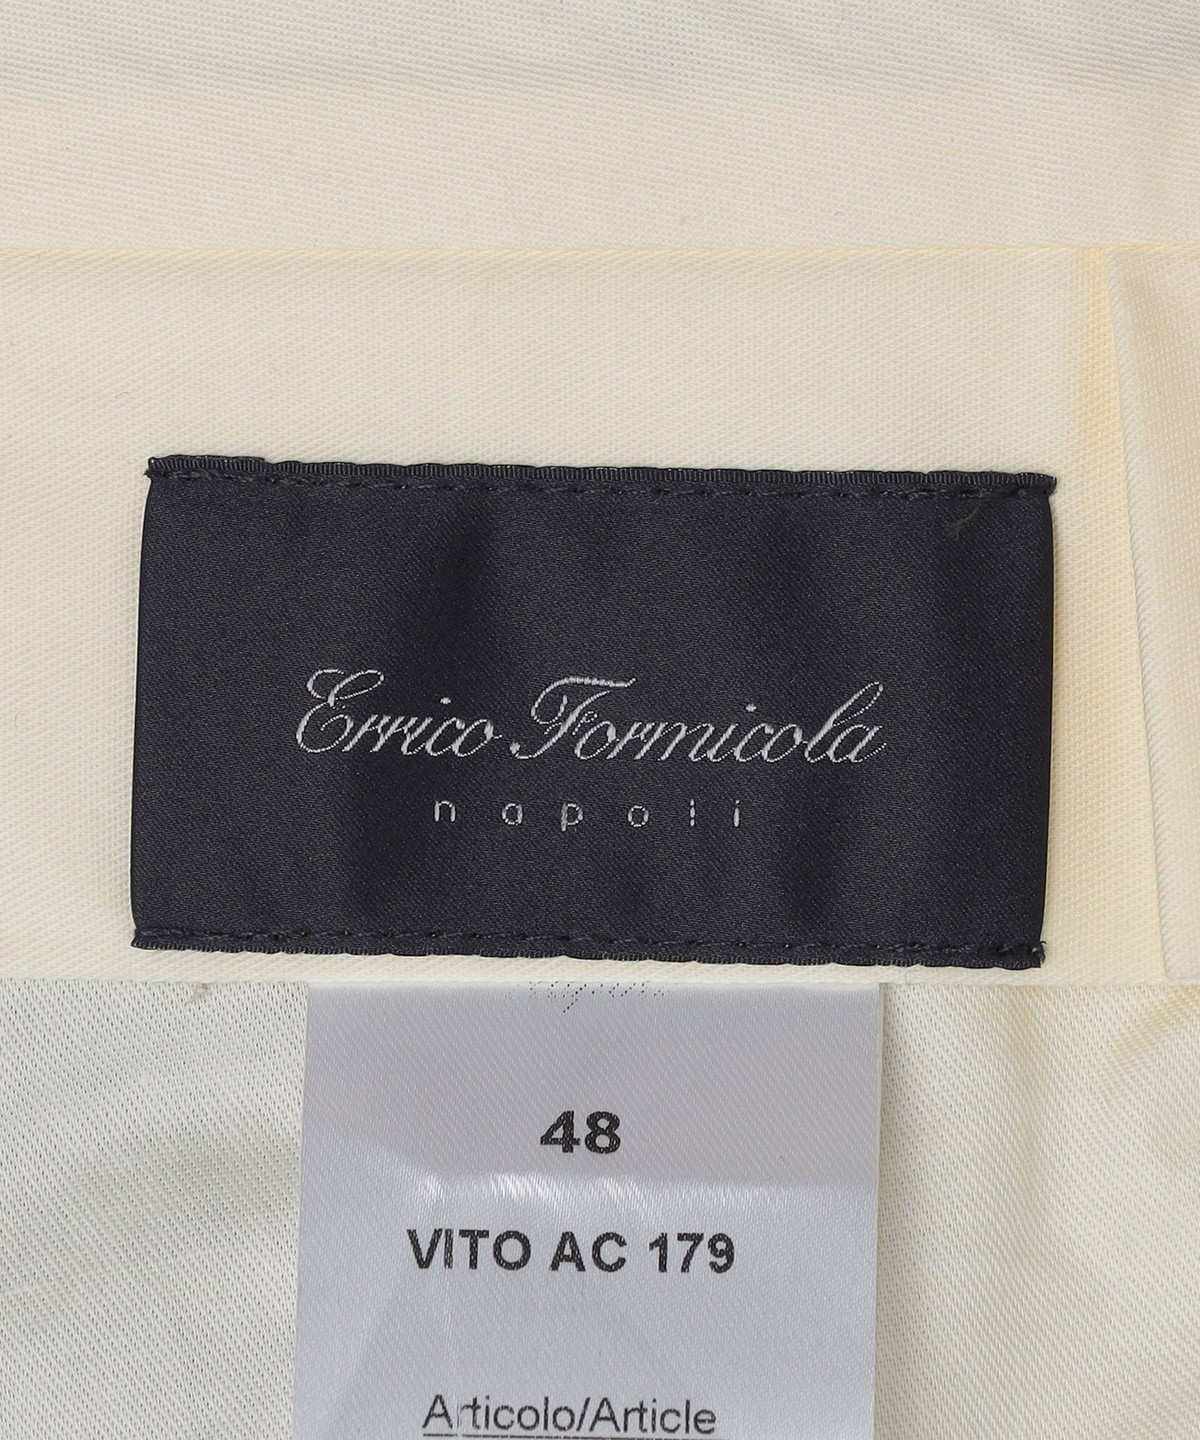 Errico Formicola
napoli
48
VITO AC 179
Articolo/Article